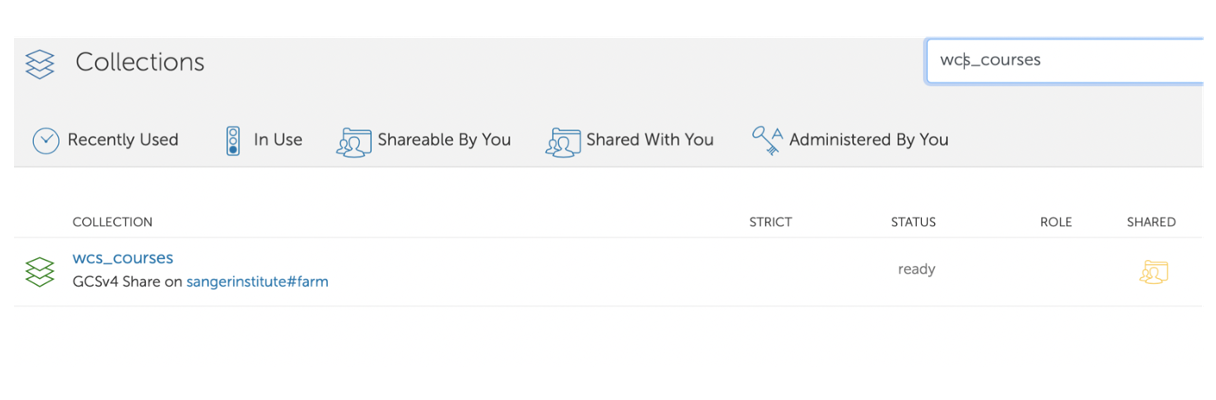 Collections
wcs_courses
Recently Used In Use Shareable By You Shared With You Administered By You
COLLECTION STRICT STATUS ROLE SHARED
wcs_courses
GCSv4 Share on sangerinstitute#farm
ready